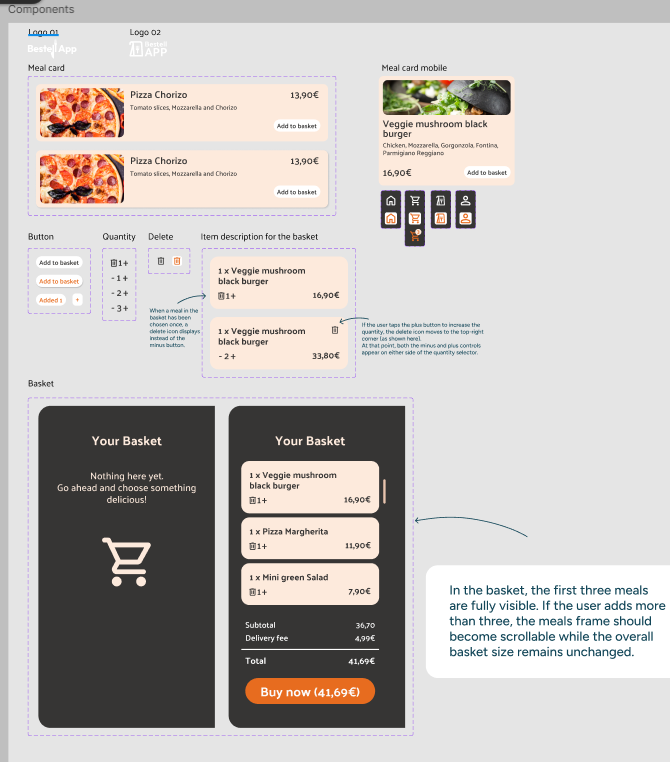 Components
Logo 01
Logo 02
Bestell App
Bestell
APP
Meal card
Pizza Chorizo
13,90€
Tomato slices, Mozzarella and Chorizo
Add to basket
Pizza Chorizo
13,90€
Tomato slices, Mozzarella and Chorizo
Add to basket
Meal card mobile
Veggie mushroom black
burger
Chicken, Mozzarella, Gorgonzola, Fontina,
Parmigiano Reggiano
16,90€
Add to basket
Button
Add to basket
Add to basket
Added 1
+
Quantity
1 +
- 1 +
- 2 +
- 3 +
Delete
Item description for the basket
1 x Veggie mushroom
black burger
1 +
16,90€
1 x Veggie mushroom
black burger
- 2 +
33,80€
When a meal in the
basket has been
chosen once, a
delete icon displays
instead of the
minus button.
If the user taps the plus button to increase the
quantity, the delete icon moves to the top-right
corner (as shown here).
At that point, both the minus and plus controls
appear on either side of the quantity selector.
Basket
Your Basket
Nothing here yet.
Go ahead and choose something
delicious!
Your Basket
1 x Veggie mushroom
black burger
1 +
16,90€
1 x Pizza Margherita
1 +
11,90€
1 x Mini green Salad
1 +
7,90€
Subtotal
36,70
Delivery fee
4,99€
Total
41,69€
Buy now (41,69€)
In the basket, the first three meals
are fully visible. If the user adds more
than three, the meals frame should
become scrollable while the overall
basket size remains unchanged.